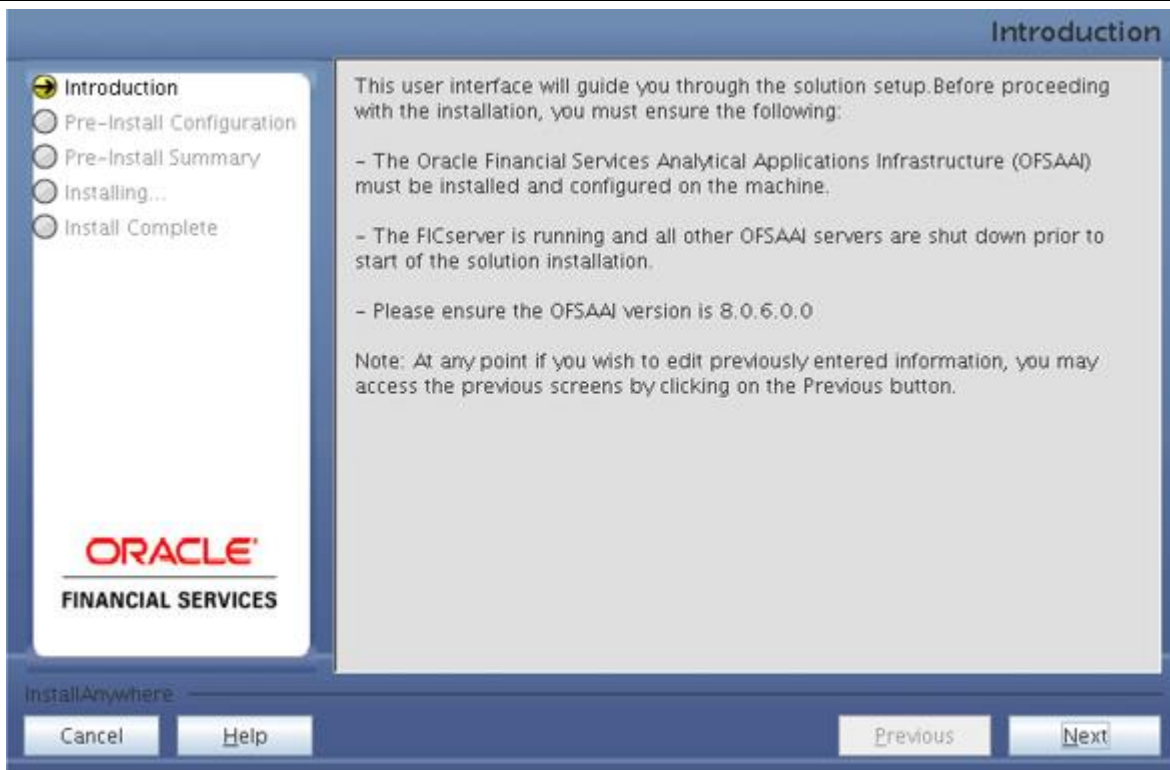 Introduction
Introduction
Pre-Install Configuration
Pre-Install Summary
Installing...
Install Complete
ORACLE
FINANCIAL SERVICES
This user interface will guide you through the solution setup.Before proceeding
with the installation, you must ensure the following:
- The Oracle Financial Services Analytical Applications Infrastructure (OFSAAI)
must be installed and configured on the machine.
- The FICserver is running and all other OFSAAI servers are shut down prior to
start of the solution installation.
- Please ensure the OFSAAI version is 8.0.6.0.0
Note: At any point if you wish to edit previously entered information, you may
access the previous screens by clicking on the Previous button.
InstallAnywhere
Cancel
Help
Previous
Next